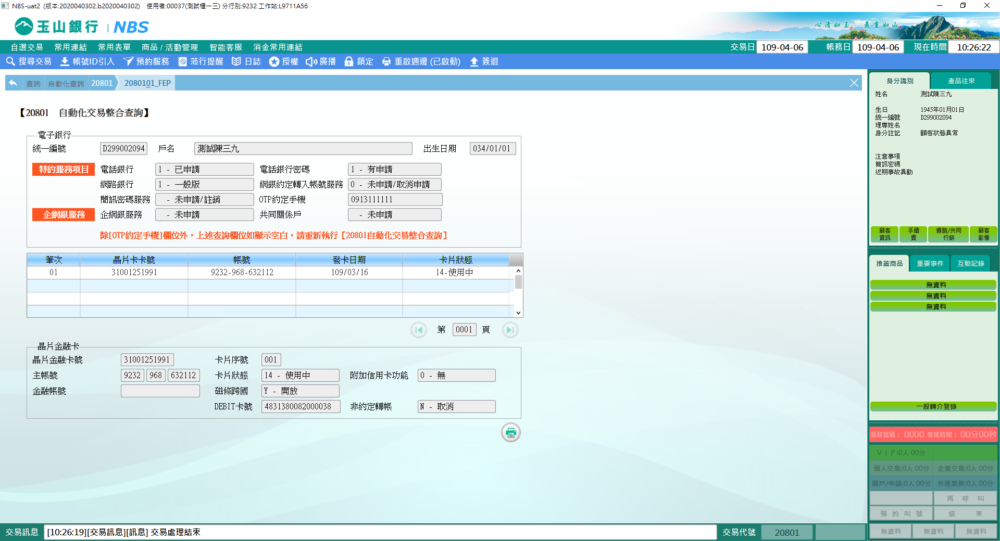 NBS-uat2 (版本:2020040302.b2020040302) 使用者:00037(測試櫃一三) 分行別:9232 工作站:L9711A56
玉山銀行 | NBS
心清如玉 義重如山
自選交易 常用連結 常用表單 商品 / 活動管理 智能客服 消金常用連結 交易日 109-04-06 帳務日 109-04-06 現在時間 10:26:22
搜尋交易 帳號ID引入 預約服務 蒞行提醒 日誌 授權 廣播 鎖定 重啟週邊 (已啟動) 簽退
查詢 自動化查詢 20801 2080101_FEP
【20801 自動化交易整合查詢】
電子銀行
統一編號 D299002094 戶名 測試陳三九 出生日期 034/01/01
特約服務項目 電話銀行 1 - 已申請 電話銀行密碼 1 - 有申請
網路銀行 1 - 一般版 網銀約定轉入帳號服務 0 - 未申請/取消申請
簡訊密碼服務 - 未申請/註銷 OTP約定手機 0913111111
企網銀服務 企網銀服務 - 未申請 共同關係戶 - 未申請
除[OTP約定手機]欄位外，上述查詢欄位如顯示空白，請重新執行【20801自動化交易整合查詢】
筆次 晶片卡卡號 帳號 發卡日期 卡片狀態
01 31001251991 9232-968-632112 109/03/16 14-使用中
第 0001 頁
晶片金融卡
晶片金融卡號 31001251991 卡片序號 001
主帳號 9232 968 632112 卡片狀態 14 - 使用中 附加信用卡功能 0 - 無
金融帳號 磁條跨國 Y - 開放
DEBIT卡號 4831380082000038 非約定轉帳 N - 取消
身分識別 產品往來
姓名 測試陳三九
生日 1945年01月01日
統一編號 D299002094
理專姓名
身分註記 顧客狀態異常
注意事項
簡訊密碼
近期事故異動
顧客資訊 手續費 通路/共同行銷 顧客影像
推薦商品 重要事件 互動記錄
無資料
無資料
無資料
一般轉介登錄
服務號碼： 0000 等候時間： 00分00秒
ＶＩＰ:0人 00分
個人交易:0人 00分 企業交易:0人 00分
開戶/申請:0人 00分 外匯業務:0人 00分
再 呼 叫
預 約 叫 號 結 束
無資料 無資料 無資料
交易訊息 [10:26:19][交易訊息][訊息] 交易處理結束 交易代號 20801